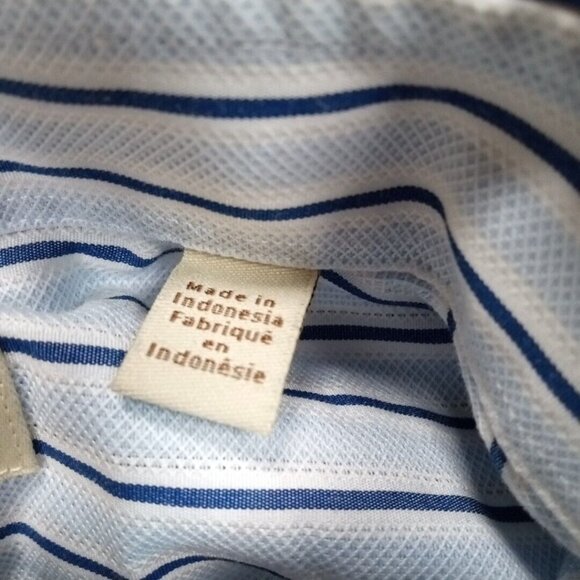 Made in
Indonesia
Fabriqué
en
Indonésie